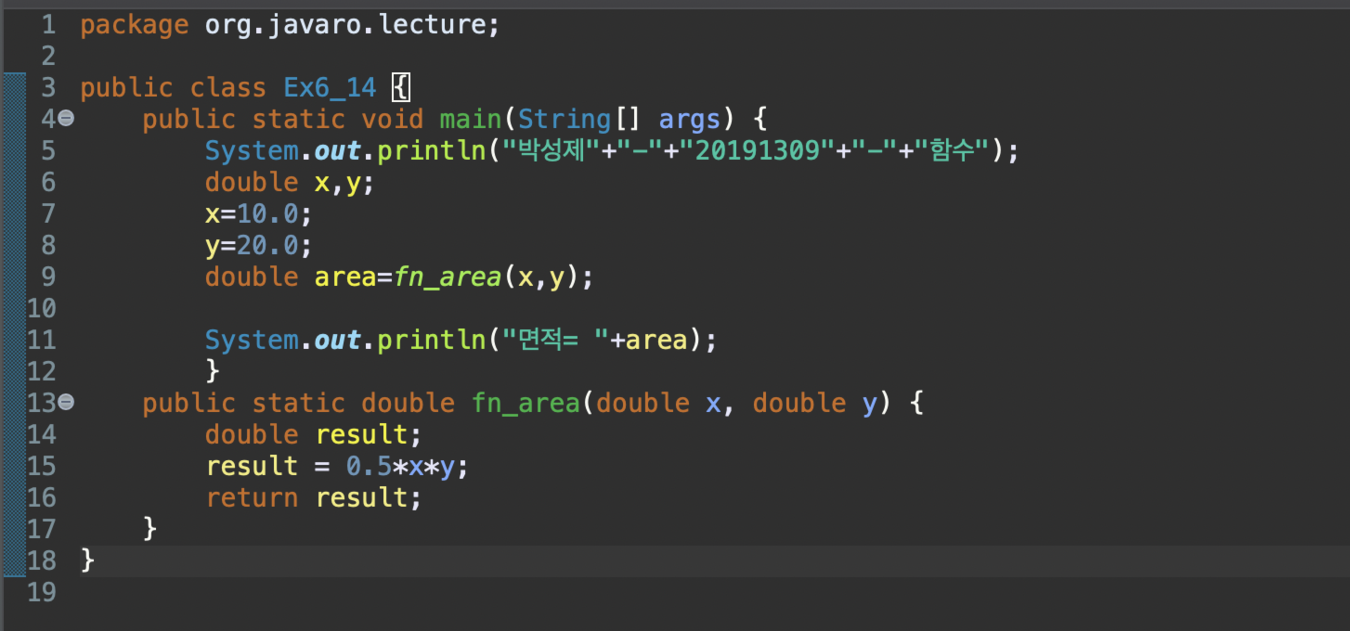 1 package org.javaro.lecture;
2
3 public class Ex6_14 {
4 public static void main(String[] args) {
5 System.out.println("박성제"+"-"+"20191309"+"-"+"함수");
6 double x,y;
7 x=10.0;
8 y=20.0;
9 double area=fn_area(x,y);
10
11 System.out.println("면적= "+area);
12 }
13 public static double fn_area(double x, double y) {
14 double result;
15 result = 0.5*x*y;
16 return result;
17 }
18 }
19